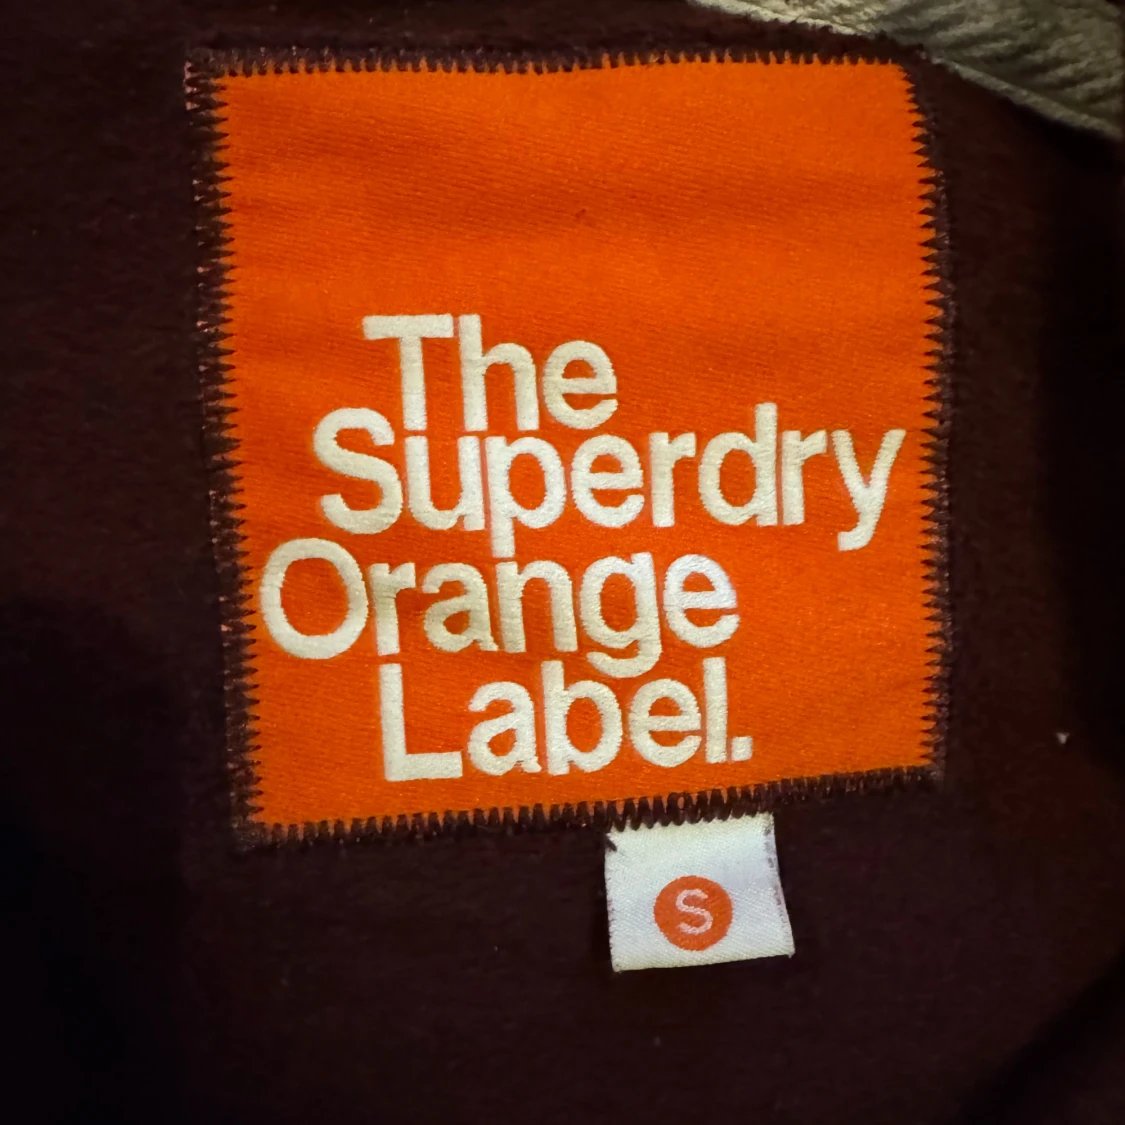 The
Superdry
Orange
Label.
S